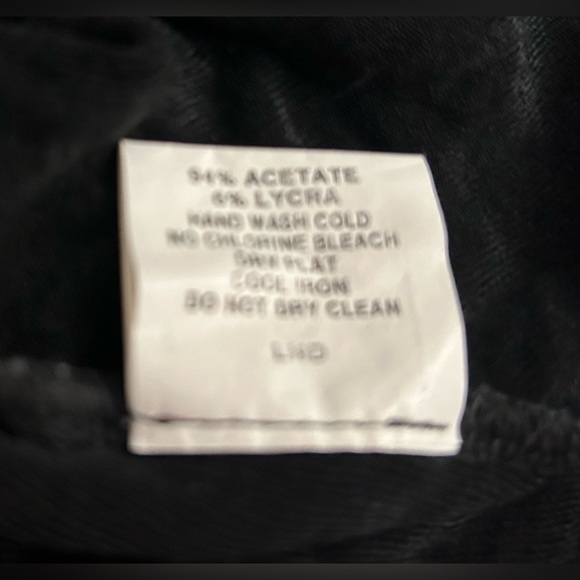 94% ACETATE
6% LYCRA
HAND WASH COLD
NO CHLORINE BLEACH
DRY FLAT
COOL IRON
DO NOT DRY CLEAN